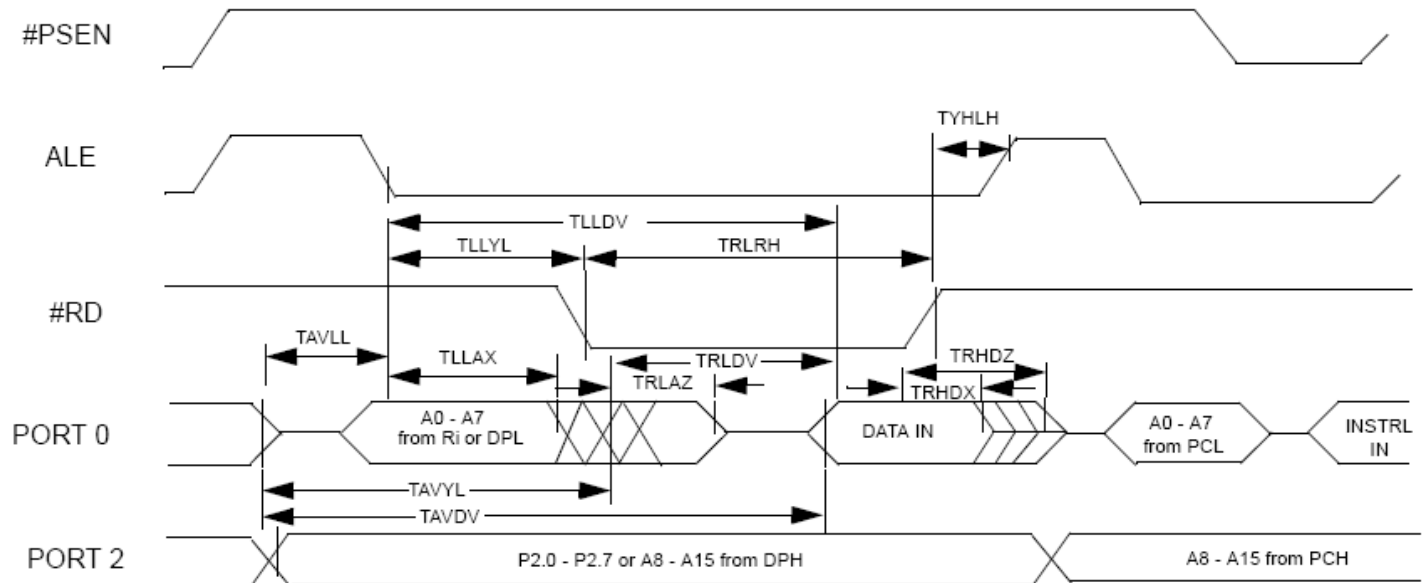 #PSEN
TYHLH
ALE
TLLDV
TLLYL
TRLRH
#RD
TAVLL
TLLAX
TRLDV
TRHDZ
TRLAZ
TRHDX
PORT 0
A0 - A7
from Ri or DPL
DATA IN
A0 - A7
from PCL
INSTRL
IN
TAVYL
TAVDV
PORT 2
P2.0 - P2.7 or A8 - A15 from DPH
A8 - A15 from PCH